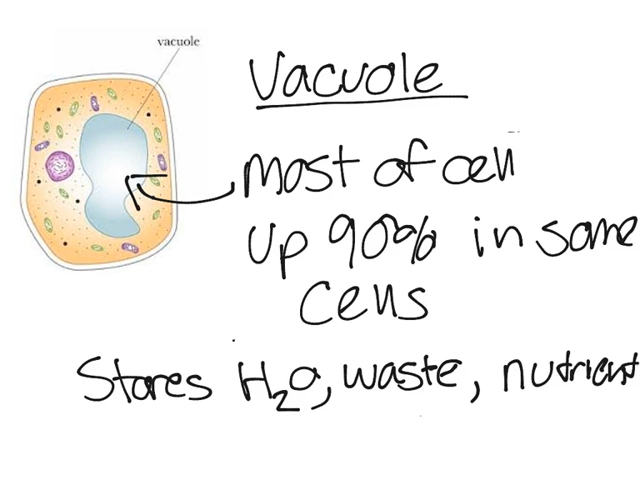 vacuole
Vacuole
most of cell
Up 90% in some
cells
Stores H₂O, waste, nutrient